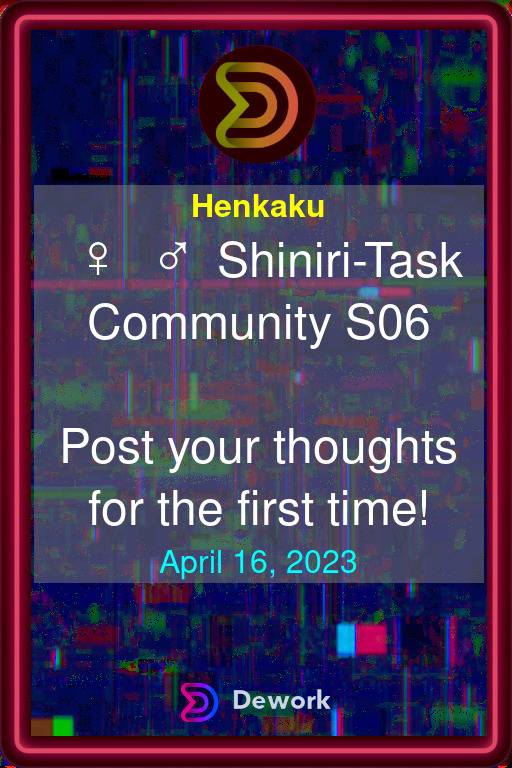 Henkaku
♀ ♂ Shiniri-Task
Community S06
Post your thoughts
for the first time!
April 16, 2023
Dework